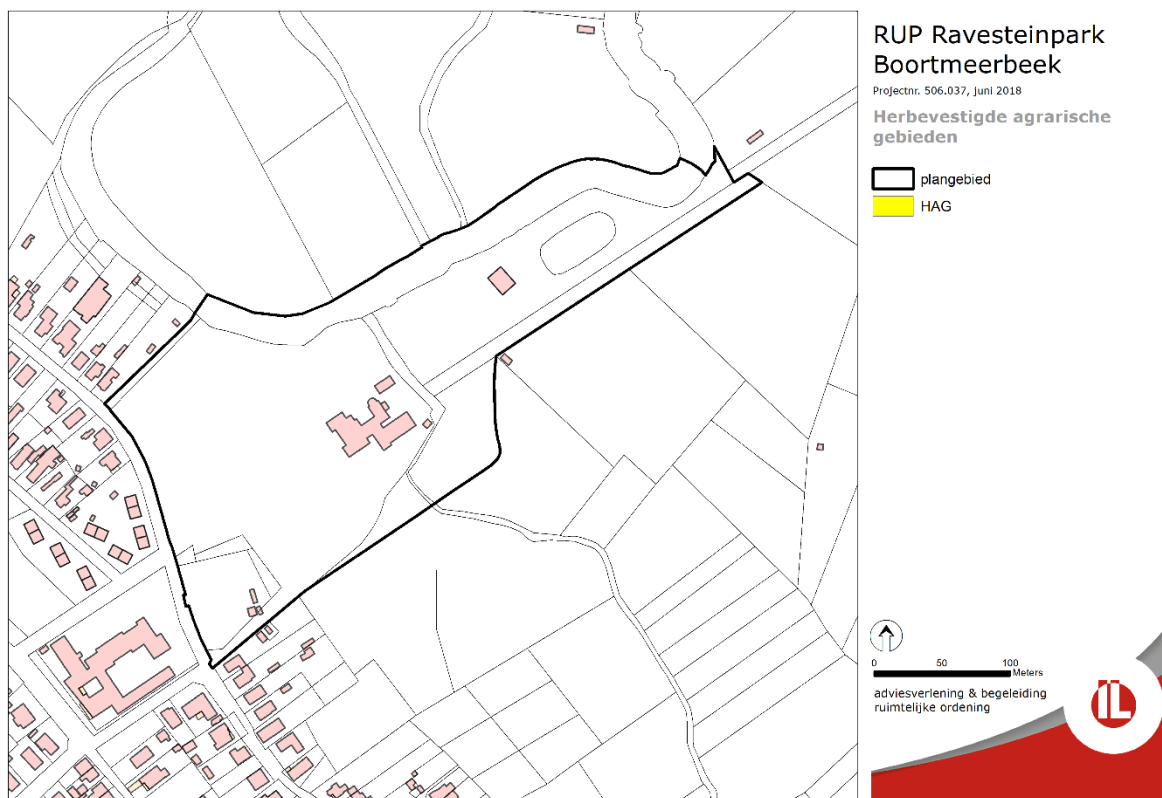 RUP Ravesteinpark
Boortmeerbeek
Projectnr. 506.037, juni 2018
Herbevestigde agrarische
gebieden
plangebied
HAG
0 50 100
Meters
adviesverlening & begeleiding
ruimtelijke ordening
IL